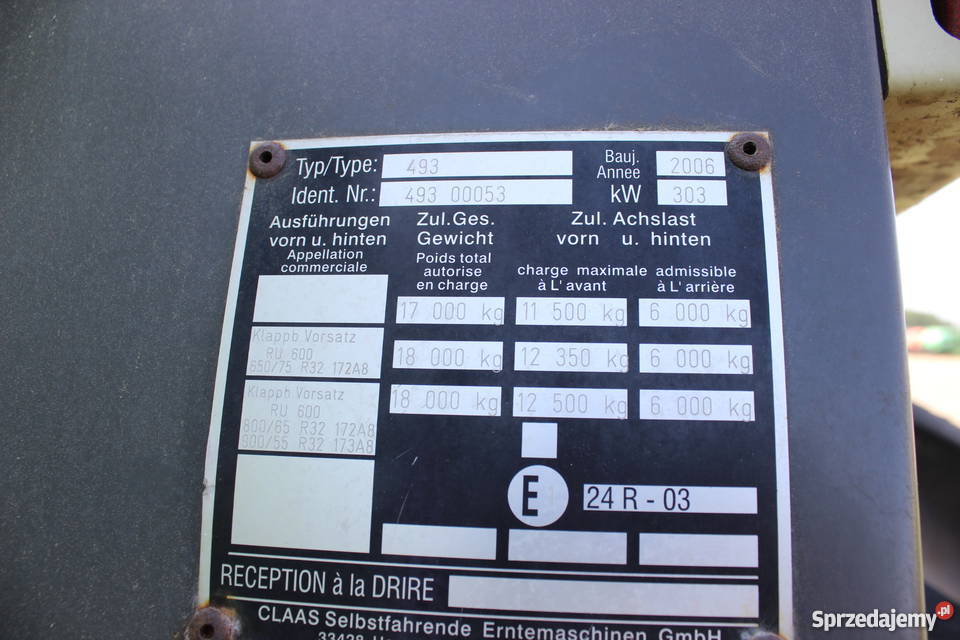 Typ/Type: 493 Bauj. Annee 2006
Ident. Nr.: 493 00053 kW 303
Ausführungen vorn u. hinten
Appellation commerciale
Zul.Ges. Gewicht
Poids total autorise en charge
Zul. Achslast vorn u. hinten
charge maximale admissible
à L'avant à L'arrière
17 000 kg 11 500 kg 6 000 kg
Klappb Vorsatz
RU 600
650/75 R32 172A8
18 000 kg 12 350 kg 6 000 kg
Klappb Vorsatz
RU 600
800/65 R32 172A8
900/55 R32 173A8
18 000 kg 12 500 kg 6 000 kg
E 24 R - 03
RECEPTION à la DRIRE
CLAAS Selbstfahrende Erntemaschinen GmbH
33428
Sprzedajemy.pl